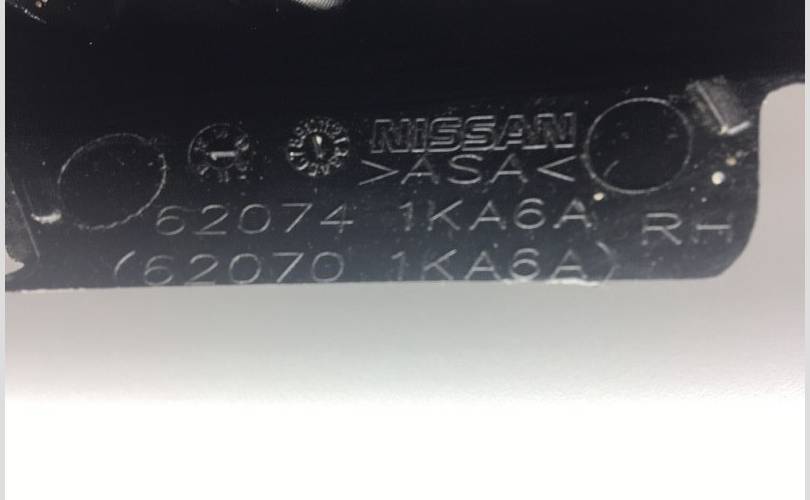 NISSAN
>ASA<
62074 1KA6A RH
(62070 1KA6A)